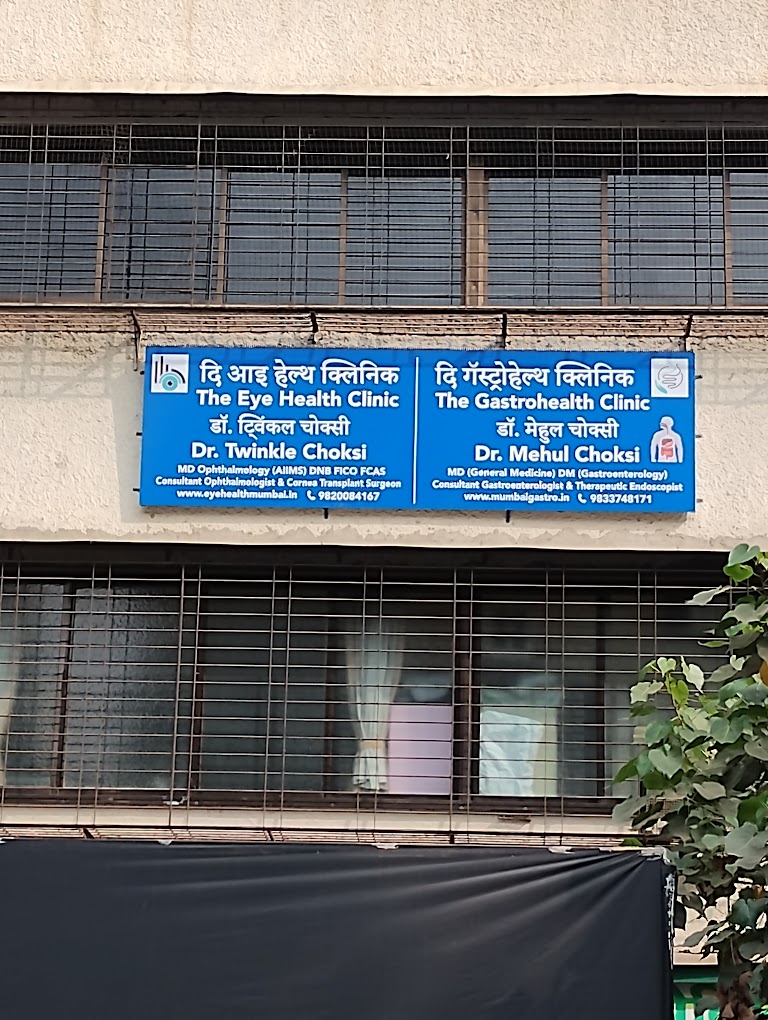 दि आइ हेल्थ क्लिनिक
The Eye Health Clinic
डॉ. ट्विंकल चोक्सी
Dr. Twinkle Choksi
MD Ophthalmology (AIIMS) DNB FICO FCAS
Consultant Ophthalmologist & Cornea Transplant Surgeon
www.eyehealthmumbai.in 9820084167
दि गॅस्ट्रोहेल्थ क्लिनिक
The Gastrohealth Clinic
डॉ. मेहुल चोक्सी
Dr. Mehul Choksi
MD (General Medicine) DM (Gastroenterology)
Consultant Gastroenterologist & Therapeutic Endoscopist
www.mumbaigastro.in 9833748171